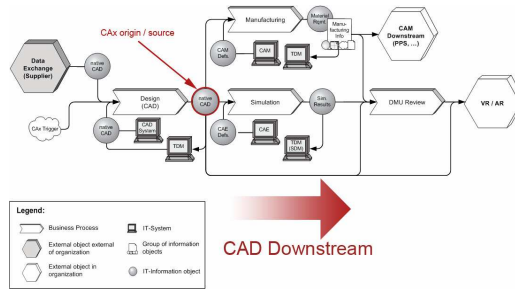 CAx origin / source
Data
Exchange
(Supplier)
native
CAD
CAx Trigger
Design
(CAD)
native
CAD
CAD
System
TDM
native
CAD
Manufacturing
CAM
Defs.
CAM
TDM
Material
Manu-
facturing
Info
CAM
Downstream
(PPS, ...)
Simulation
CAE
Defs.
CAE
TDM
(SDM)
Sim.
Results
DMU Review
VR / AR
Legend:
Business Process
External object external
of organization
External object in
organization
IT-System
Group of information
objects
IT-Information object
CAD Downstream